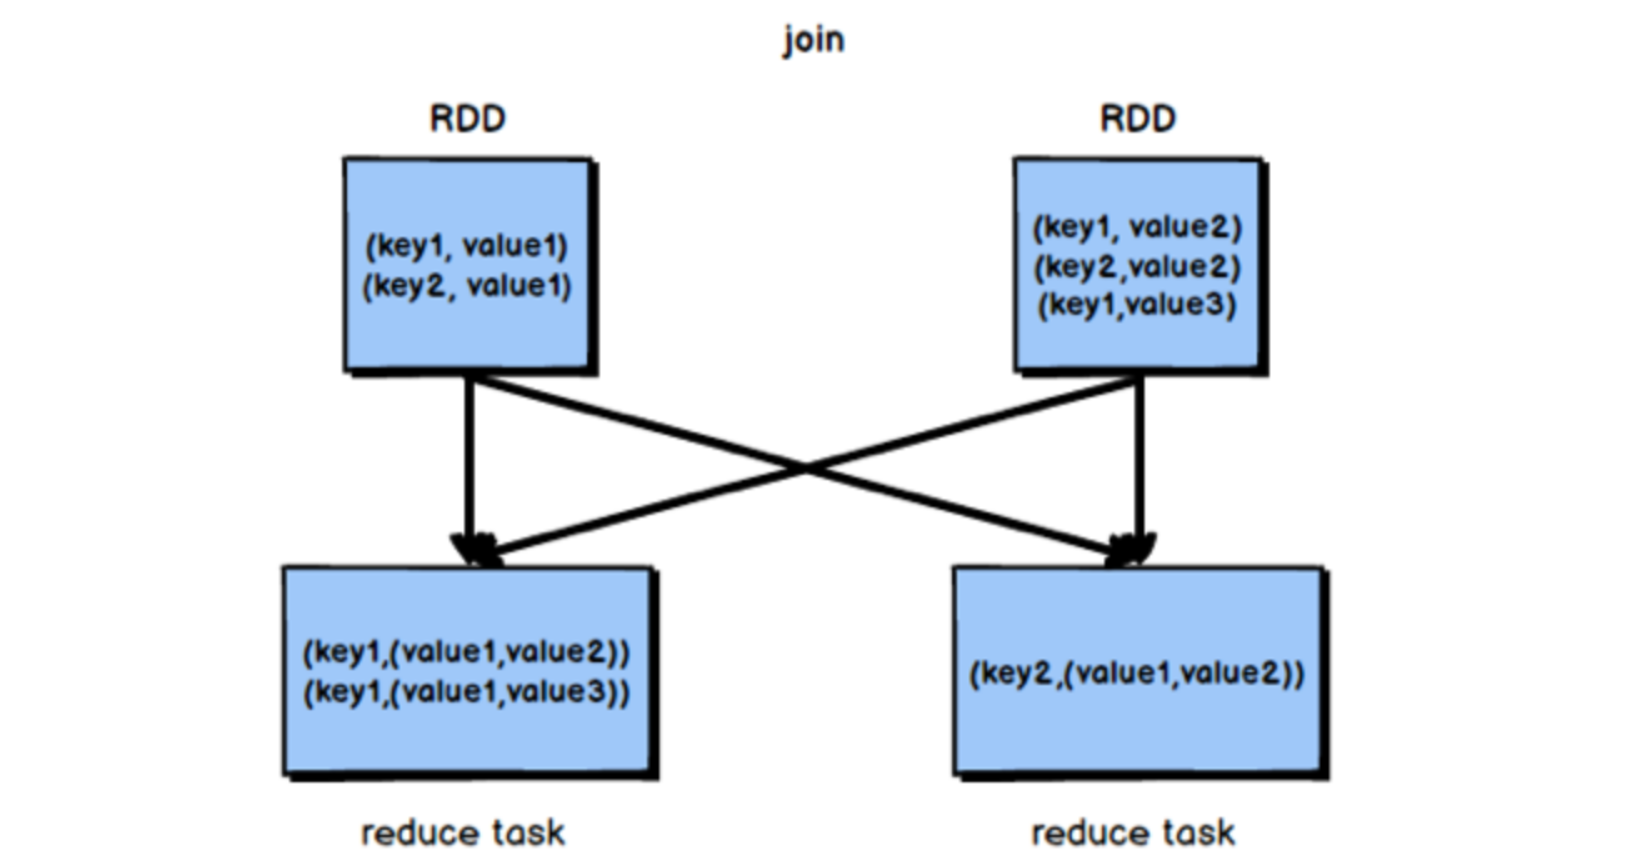 join
RDD
RDD
(key1, value1)
(key2, value1)
(key1, value2)
(key2,value2)
(key1,value3)
(key1,(value1,value2))
(key1,(value1,value3))
(key2,(value1,value2))
reduce task
reduce task